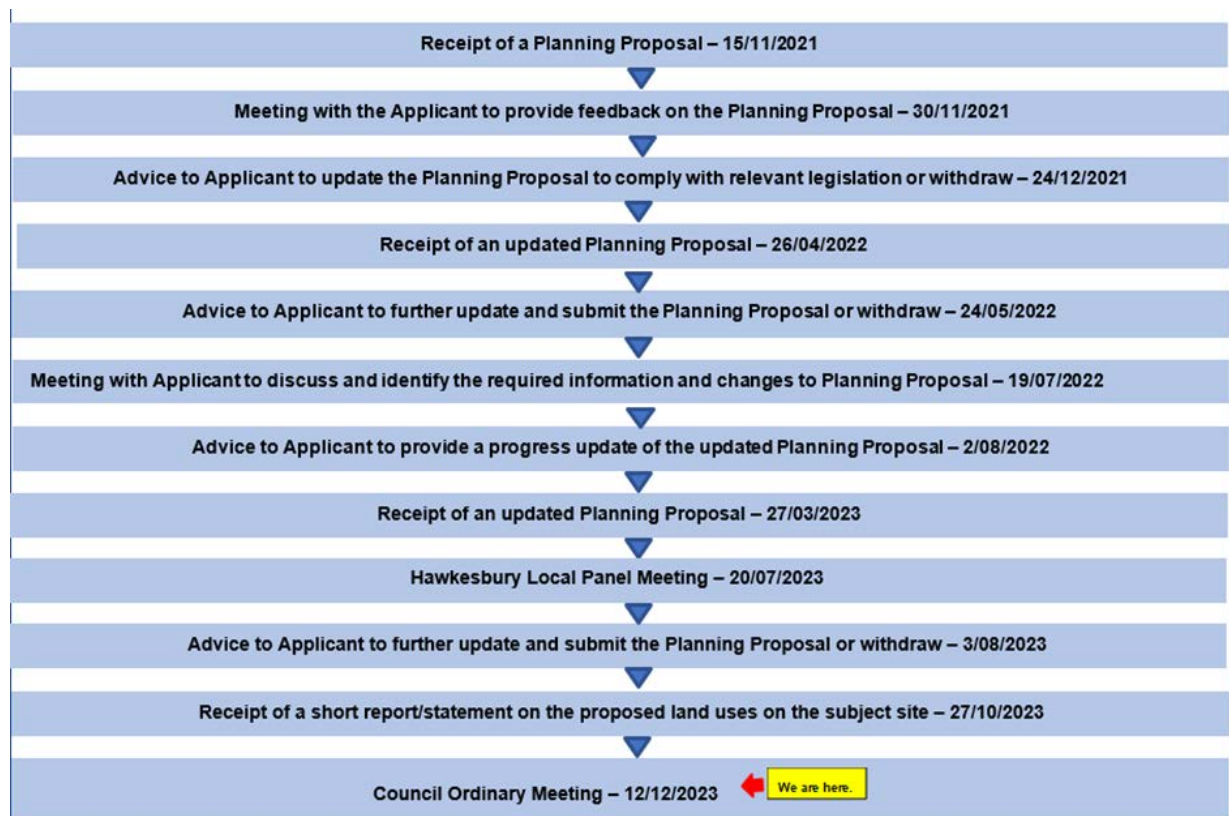 Receipt of a Planning Proposal – 15/11/2021
Meeting with the Applicant to provide feedback on the Planning Proposal – 30/11/2021
Advice to Applicant to update the Planning Proposal to comply with relevant legislation or withdraw – 24/12/2021
Receipt of an updated Planning Proposal – 26/04/2022
Advice to Applicant to further update and submit the Planning Proposal or withdraw – 24/05/2022
Meeting with Applicant to discuss and identify the required information and changes to Planning Proposal – 19/07/2022
Advice to Applicant to provide a progress update of the updated Planning Proposal – 2/08/2022
Receipt of an updated Planning Proposal – 27/03/2023
Hawkesbury Local Panel Meeting – 20/07/2023
Advice to Applicant to further update and submit the Planning Proposal or withdraw – 3/08/2023
Receipt of a short report/statement on the proposed land uses on the subject site – 27/10/2023
Council Ordinary Meeting – 12/12/2023
We are here.